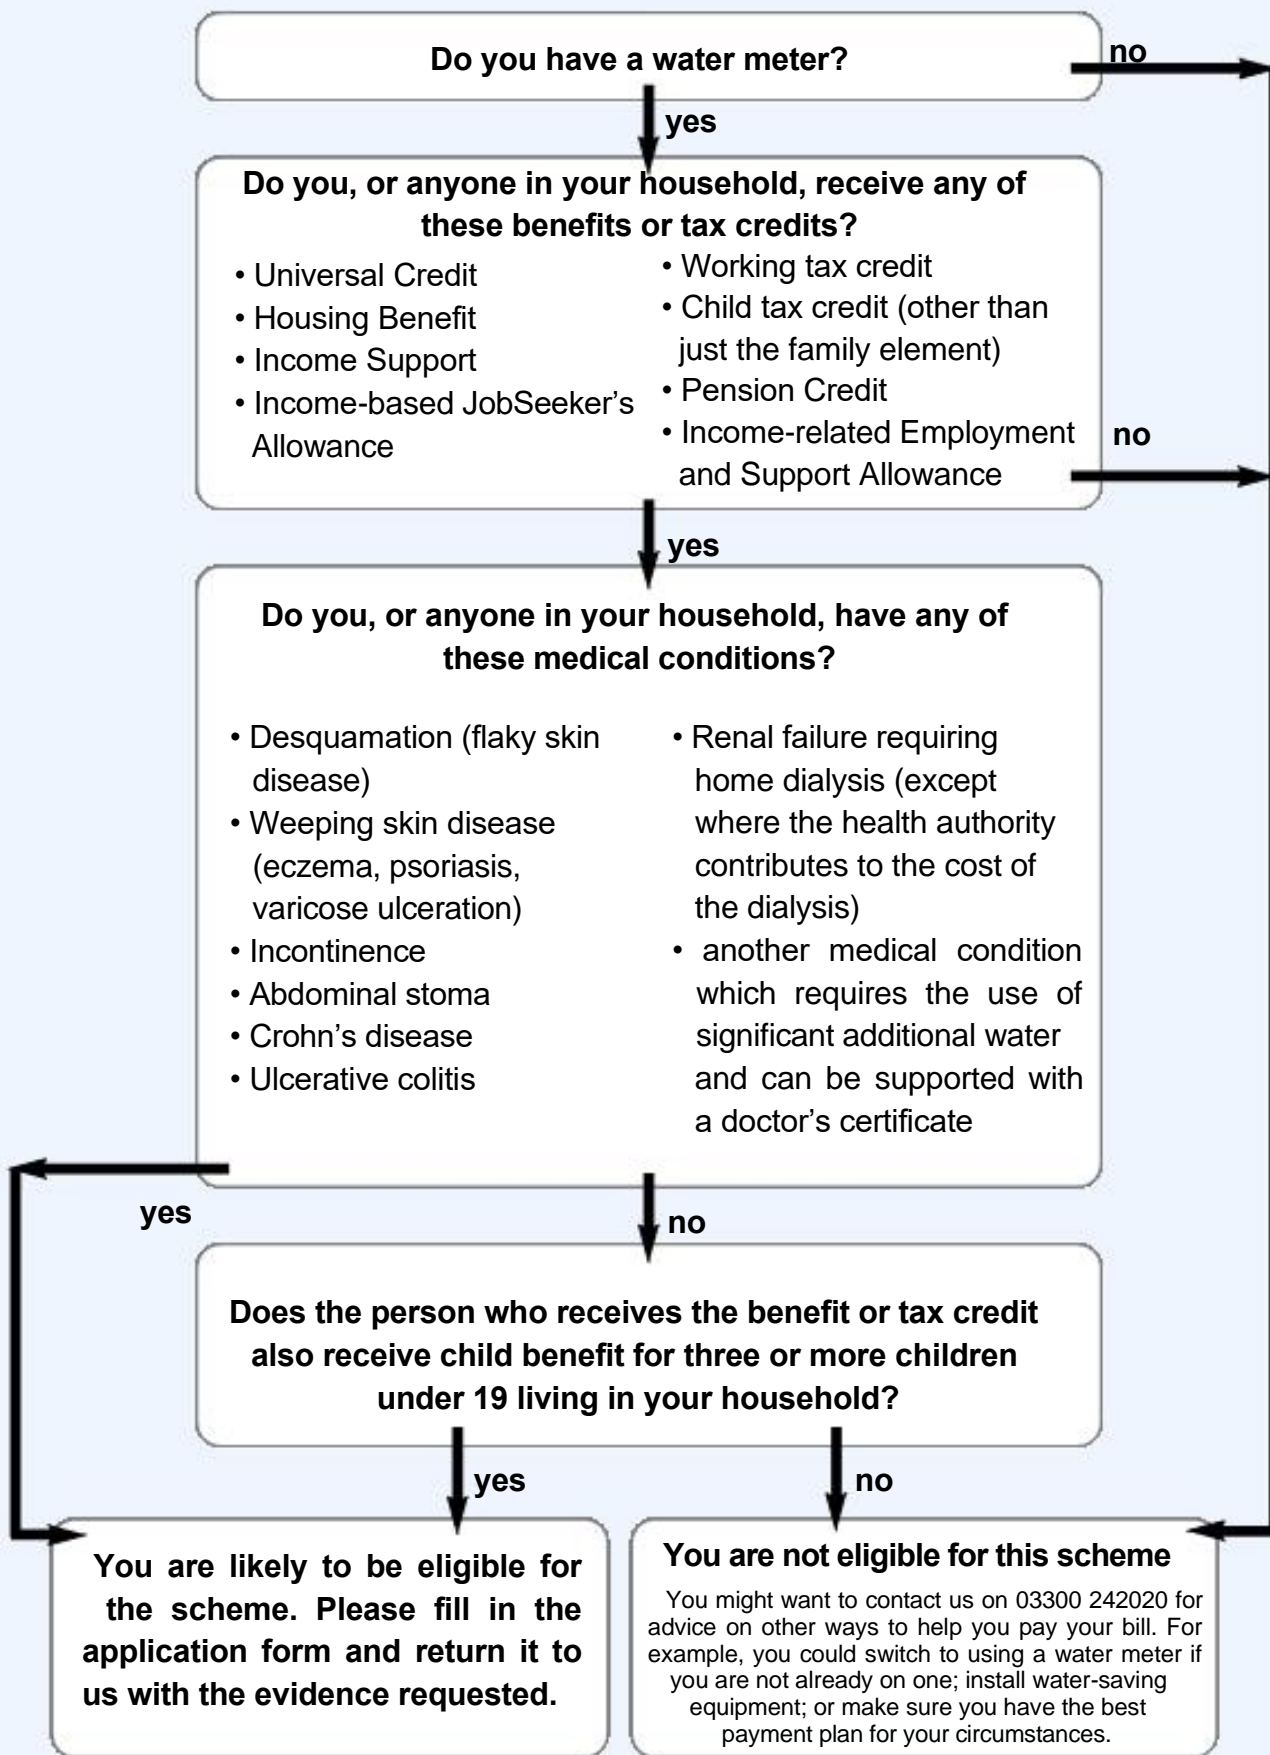 Do you have a water meter?
no
yes
Do you, or anyone in your household, receive any of
these benefits or tax credits?
• Universal Credit
• Housing Benefit
• Income Support
• Income-based JobSeeker’s
Allowance
• Working tax credit
• Child tax credit (other than
just the family element)
• Pension Credit
• Income-related Employment
and Support Allowance
no
yes
Do you, or anyone in your household, have any of
these medical conditions?
• Desquamation (flaky skin
disease)
• Weeping skin disease
(eczema, psoriasis,
varicose ulceration)
• Incontinence
• Abdominal stoma
• Crohn’s disease
• Ulcerative colitis
• Renal failure requiring
home dialysis (except
where the health authority
contributes to the cost of
the dialysis)
• another medical condition
which requires the use of
significant additional water
and can be supported with
a doctor’s certificate
yes
no
Does the person who receives the benefit or tax credit
also receive child benefit for three or more children
under 19 living in your household?
yes
no
You are likely to be eligible for
the scheme. Please fill in the
application form and return it to
us with the evidence requested.
You are not eligible for this scheme
You might want to contact us on 03300 242020 for
advice on other ways to help you pay your bill. For
example, you could switch to using a water meter if
you are not already on one; install water-saving
equipment; or make sure you have the best
payment plan for your circumstances.